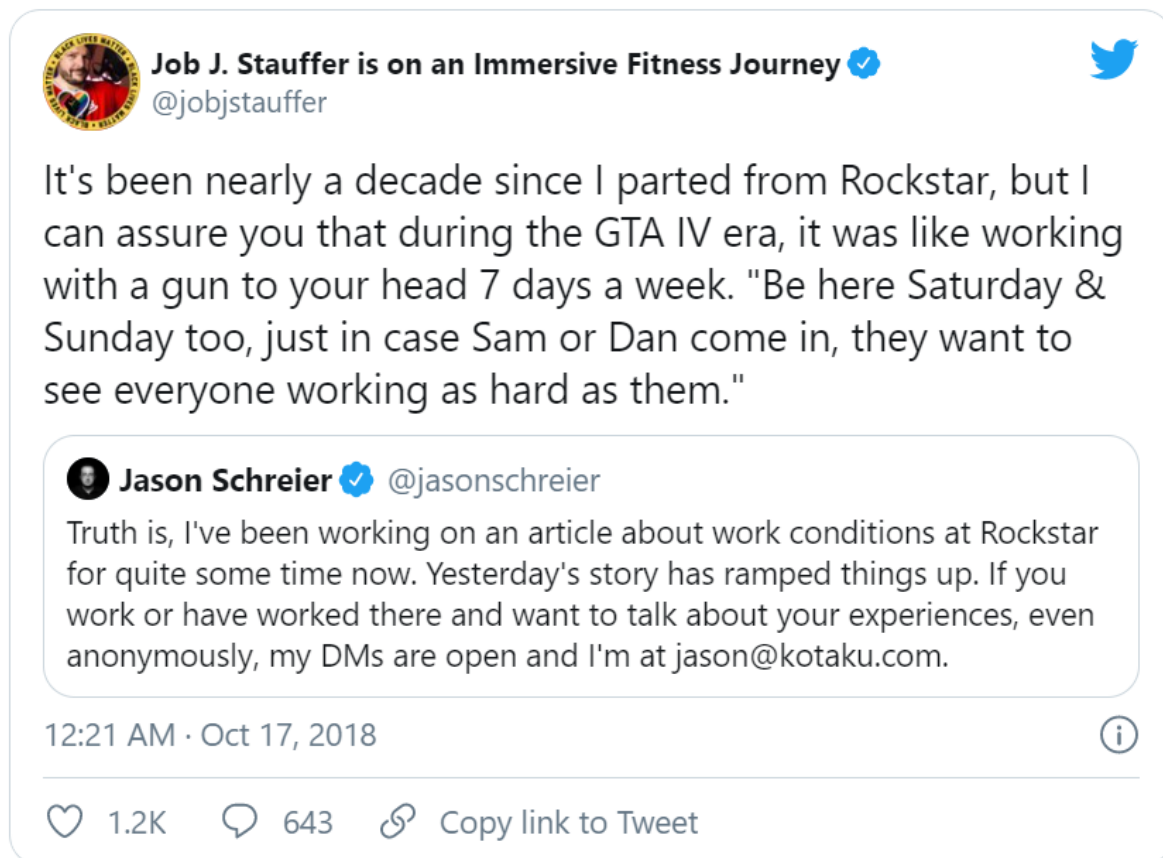 Job J. Stauffer is on an Immersive Fitness Journey
@jobjstauffer
It's been nearly a decade since I parted from Rockstar, but I
can assure you that during the GTA IV era, it was like working
with a gun to your head 7 days a week. "Be here Saturday &
Sunday too, just in case Sam or Dan come in, they want to
see everyone working as hard as them."
Jason Schreier @jasonschreier
Truth is, I've been working on an article about work conditions at Rockstar
for quite some time now. Yesterday's story has ramped things up. If you
work or have worked there and want to talk about your experiences, even
anonymously, my DMs are open and I'm at jason@kotaku.com.
12:21 AM · Oct 17, 2018
1.2K 643 Copy link to Tweet
BLACK LIVES MATTER